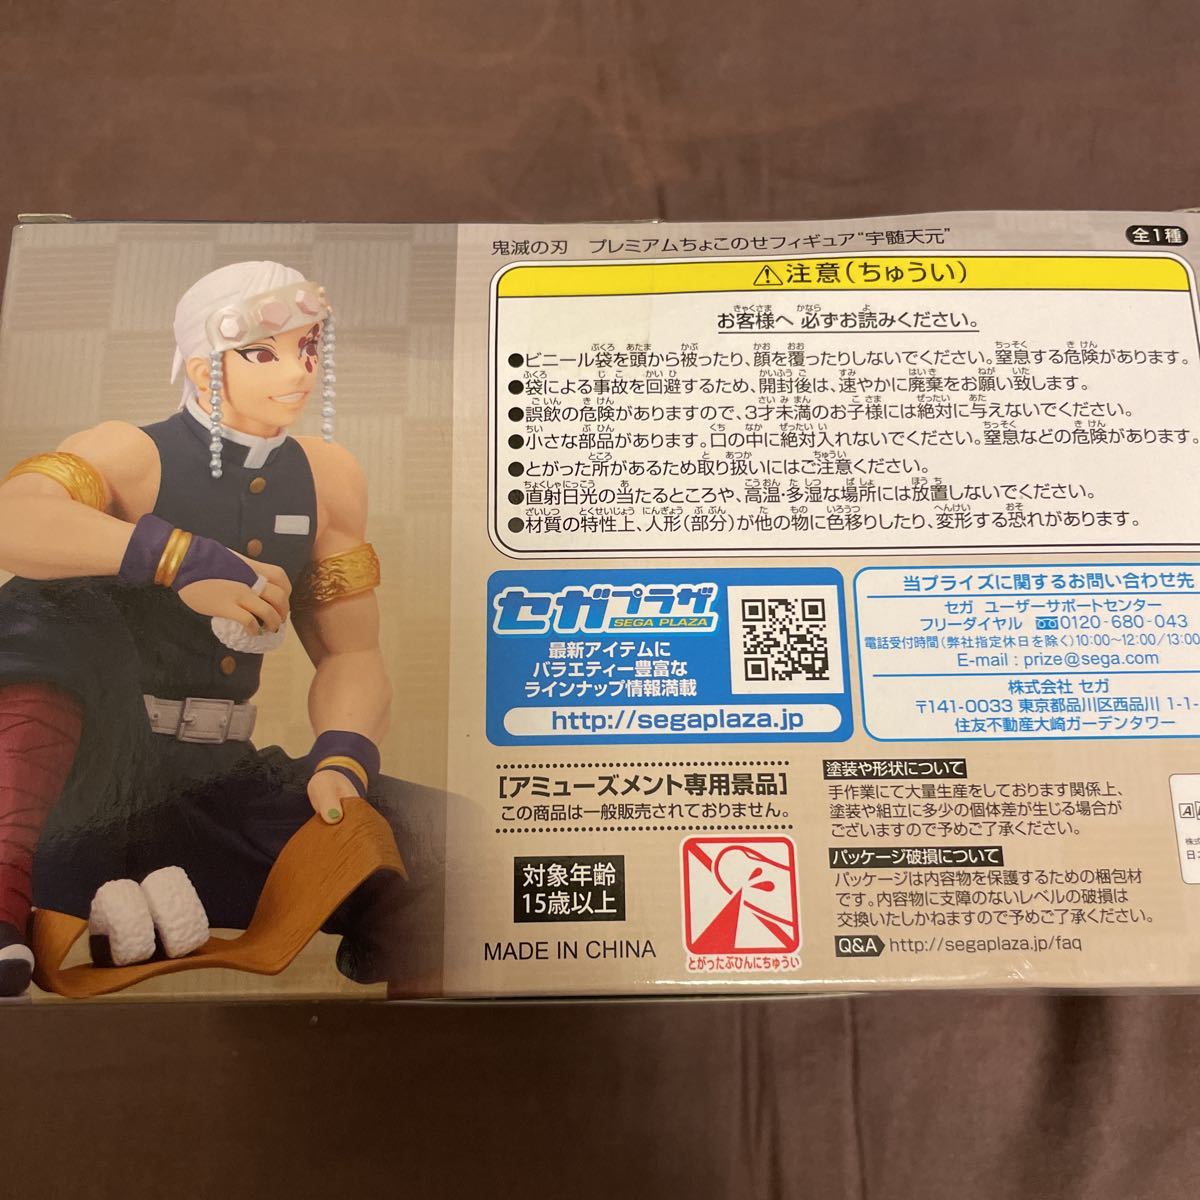 鬼滅の刃 プレミアムちょこのせフィギュア“宇髄天元”
全1種
⚠注意(ちゅうい)
お客様へ 必ずお読みください。
●ビニール袋を頭から被ったり、顔を覆ったりしないでください。窒息する危険があります。
●袋による事故を回避するため、開封後は、速やかに廃棄をお願い致します。
●誤飲の危険がありますので、3才未満のお子様には絶対に与えないでください。
●小さな部品があります。口の中に絶対入れないでください。窒息などの危険があります。
●とがった所があるため取り扱いにはご注意ください。
●直射日光の当たるところや、高温・多湿な場所には放置しないでください。
●材質の特性上、人形(部分)が他の物に色移りしたり、変形する恐れがあります。
セガプラザ
SEGA PLAZA
最新アイテムに
バラエティー豊富な
ラインナップ情報満載
http://segaplaza.jp
当プライズに関するお問い合わせ先
セガ ユーザーサポートセンター
フリーダイヤル 0120-680-043
電話受付時間(弊社指定休日を除く)10:00~12:00/13:00
E-mail : prize@sega.com
株式会社 セガ
〒141-0033 東京都品川区西品川 1-1-
住友不動産大崎ガーデンタワー
[アミューズメント専用景品]
この商品は一般販売されておりません。
対象年齢
15歳以上
MADE IN CHINA
とがったぶひんにちゅうい
塗装や形状について
手作業にて大量生産をしております関係上、
塗装や組立に多少の個体差が生じる場合が
ございますので予めご了承ください。
パッケージ破損について
パッケージは内容物を保護するための梱包材
です。内容物に支障のないレベルの破損は
交換いたしかねますので予めご了承ください。
Q&A http://segaplaza.jp/faq